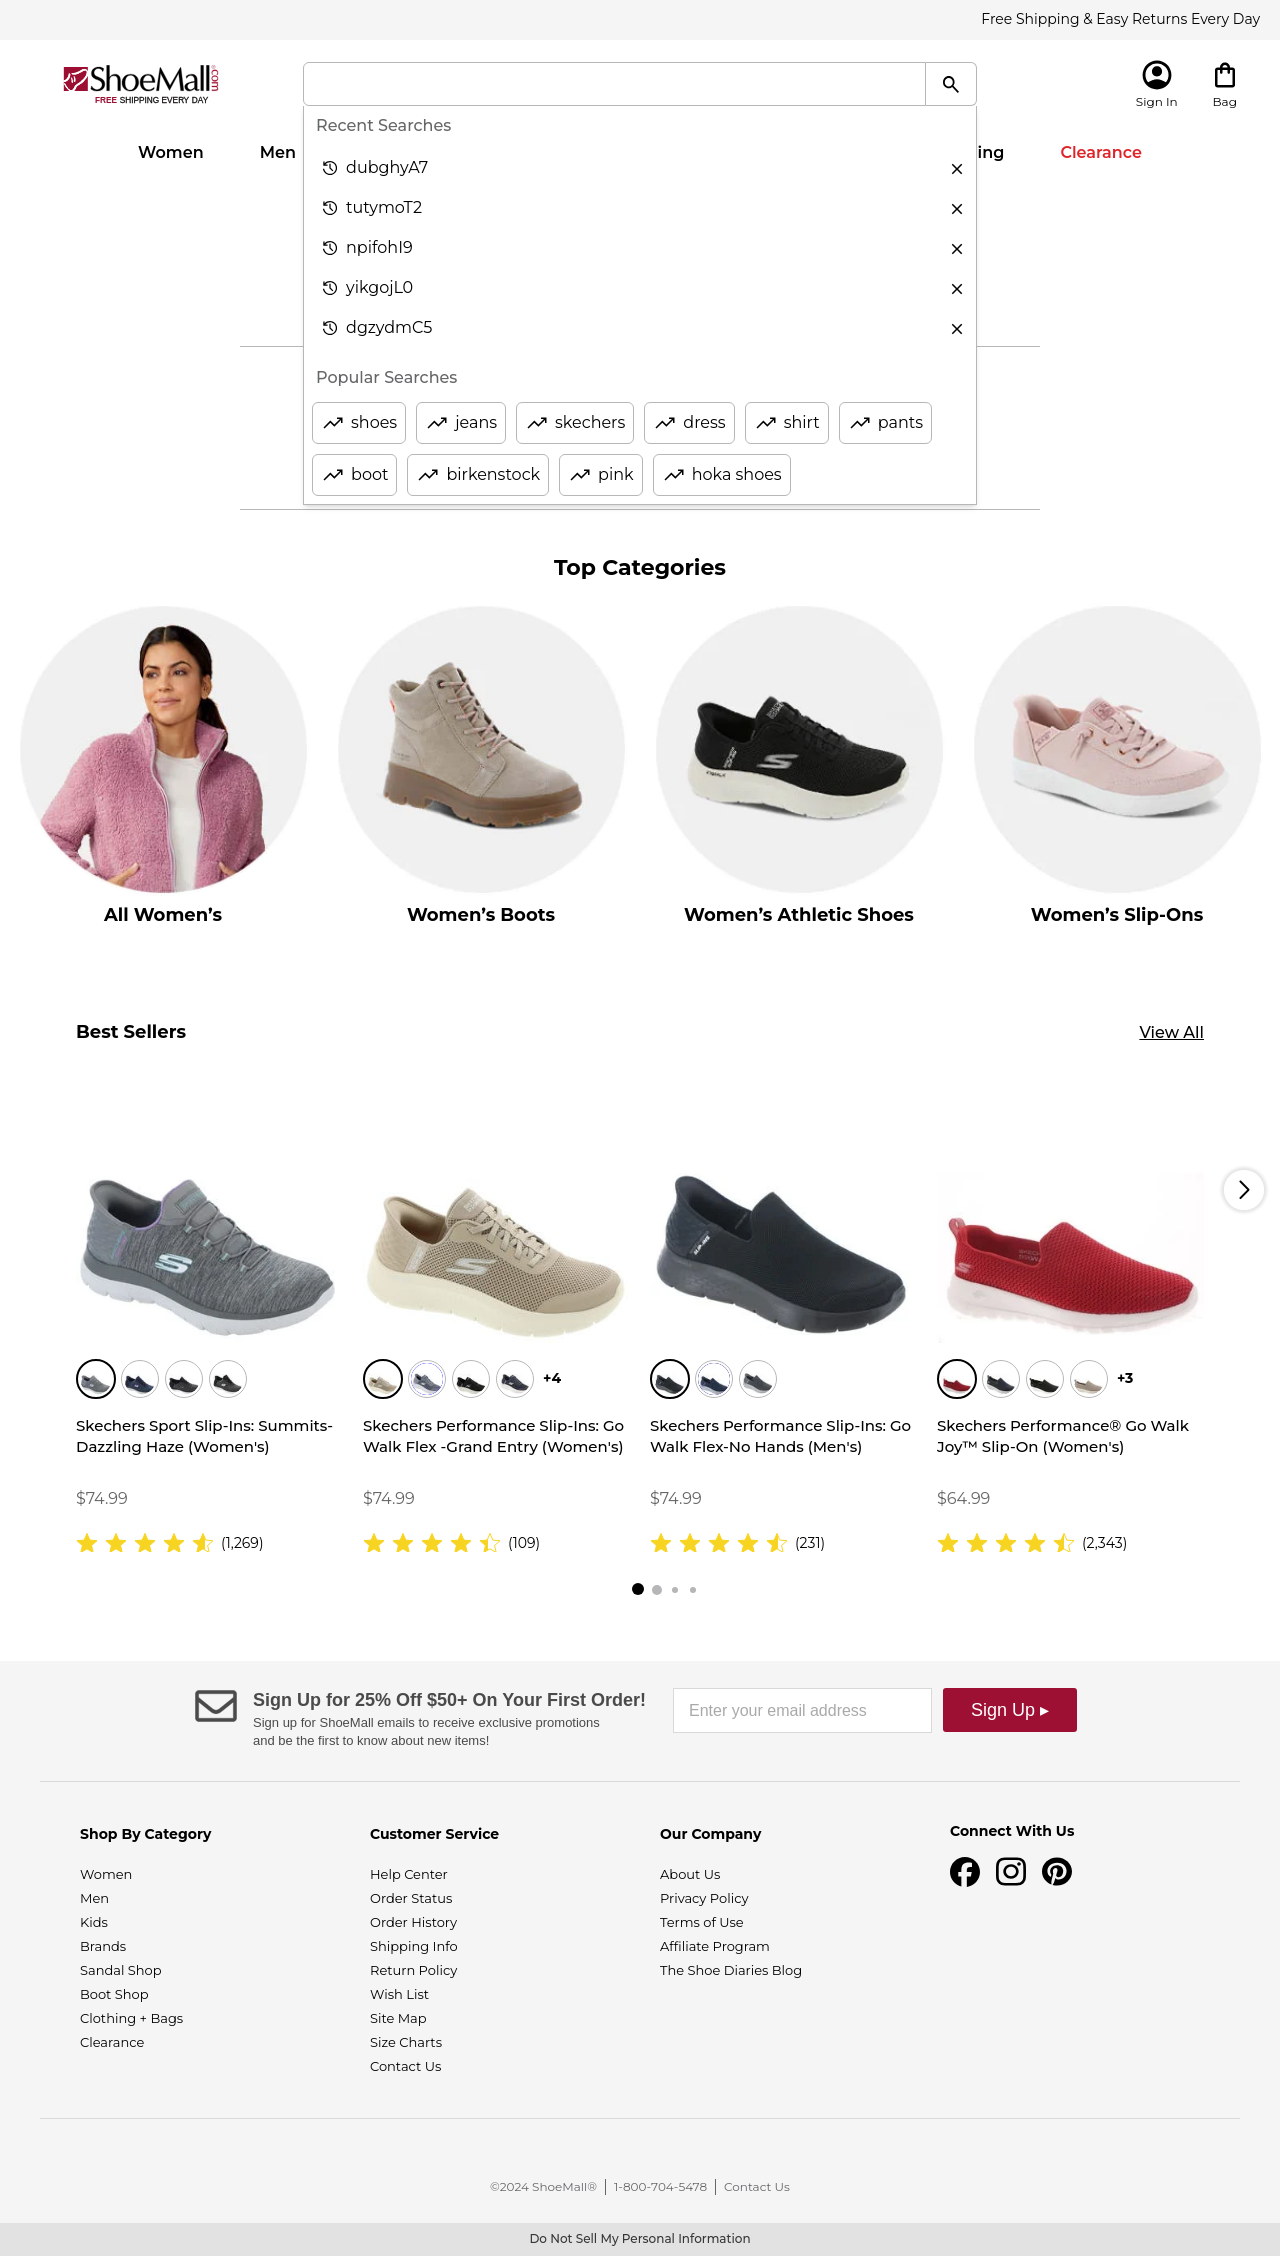 Free Shipping & Easy Returns Every Day
ShoeMall.com
FREE SHIPPING EVERY DAY
Sign In
Bag
Women
Men
ing
Clearance
Recent Searches
dubghyA7
tutymoT2
npifohI9
yikgojL0
dgzydmC5
Popular Searches
shoes
jeans
skechers
dress
shirt
pants
boot
birkenstock
pink
hoka shoes
Top Categories
All Women’s
Women’s Boots
Women’s Athletic Shoes
Women’s Slip-Ons
Best Sellers
View All
+4
+3
Skechers Sport Slip-Ins: Summits-
Dazzling Haze (Women's)
$74.99
(1,269)
Skechers Performance Slip-Ins: Go
Walk Flex -Grand Entry (Women's)
$74.99
(109)
Skechers Performance Slip-Ins: Go
Walk Flex-No Hands (Men's)
$74.99
(231)
Skechers Performance® Go Walk
Joy™ Slip-On (Women's)
$64.99
(2,343)
Sign Up for 25% Off $50+ On Your First Order!
Sign up for ShoeMall emails to receive exclusive promotions
and be the first to know about new items!
Enter your email address
Sign Up ▸
Shop By Category
Women
Men
Kids
Brands
Sandal Shop
Boot Shop
Clothing + Bags
Clearance
Customer Service
Help Center
Order Status
Order History
Shipping Info
Return Policy
Wish List
Site Map
Size Charts
Contact Us
Our Company
About Us
Privacy Policy
Terms of Use
Affiliate Program
The Shoe Diaries Blog
Connect With Us
©2024 ShoeMall®
1-800-704-5478
Contact Us
Do Not Sell My Personal Information